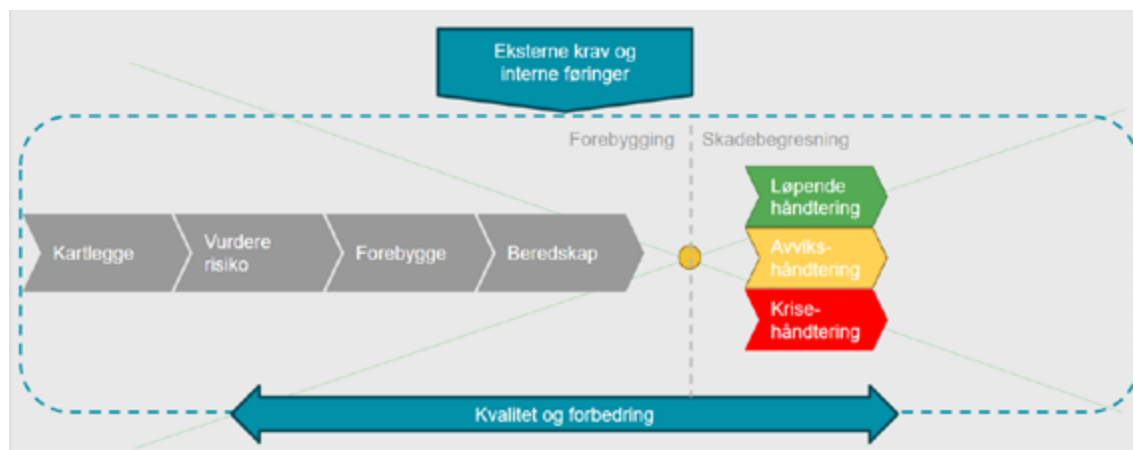 Eksterne krav og
interne føringer
Forebygging
Skadebegresning
Kartlegge
Vurdere
risiko
Forebygge
Beredskap
Løpende
håndtering
Avviks-
håndtering
Krise-
håndtering
Kvalitet og forbedring